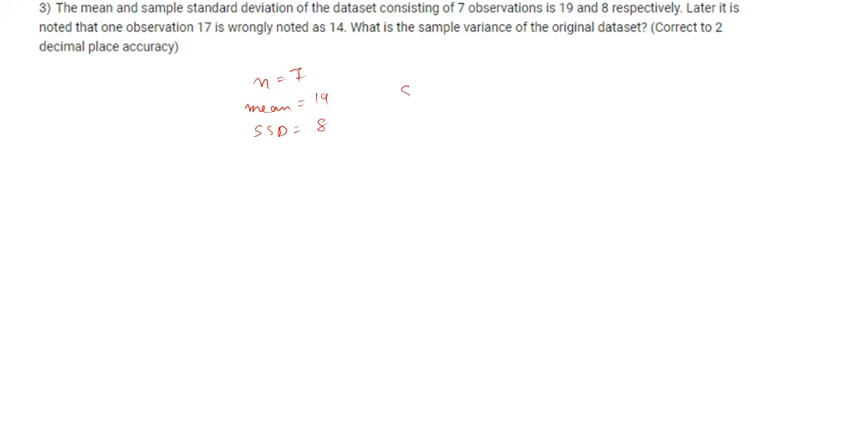 3) The mean and sample standard deviation of the dataset consisting of 7 observations is 19 and 8 respectively. Later it is
noted that one observation 17 is wrongly noted as 14. What is the sample variance of the original dataset? (Correct to 2
decimal place accuracy)
n = 7
mean = 19
S
SSD = 8